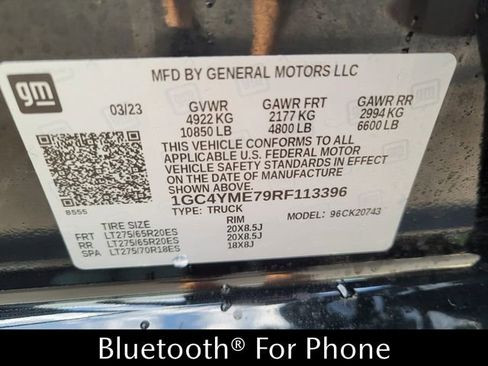 gm
MFD BY GENERAL MOTORS LLC
03/23 GVWR GAWR FRT GAWR RR
4922 KG 2177 KG 2994 KG
10850 LB 4800 LB 6600 LB
THIS VEHICLE CONFORMS TO ALL
APPLICABLE U.S. FEDERAL MOTOR
VEHICLE SAFETY STANDARDS IN EFFECT ON
THE DATE OF MANUFACTURE
SHOWN ABOVE.
1GC4YME79RF113396
8555 TYPE: TRUCK MODEL: 96CK20743
TIRE SIZE RIM
FRT LT275/65R20ES 20X8.5J
RR LT275/65R20ES 20X8.5J
SPA LT275/70R18ES 18X8J
Bluetooth® For Phone